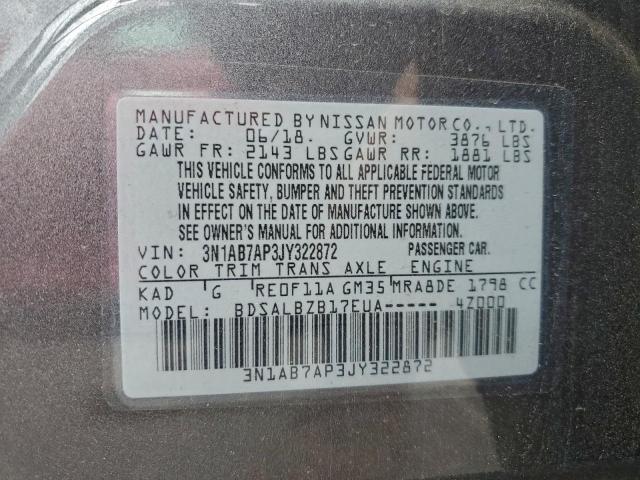 MANUFACTURED BY NISSAN MOTOR CO., LTD.
DATE: 06/18. GVWR: 3876 LBS
GAWR FR: 2143 LBS GAWR RR: 1881 LBS
THIS VEHICLE CONFORMS TO ALL APPLICABLE FEDERAL MOTOR
VEHICLE SAFETY, BUMPER AND THEFT PREVENTION STANDARDS
IN EFFECT ON THE DATE OF MANUFACTURE SHOWN ABOVE.
SEE OWNER'S MANUAL FOR ADDITIONAL INFORMATION.
VIN: 3N1AB7AP3JY322872 PASSENGER CAR.
COLOR TRIM TRANS AXLE ENGINE
KAD G RE0F11A GM35 MRA8DE 1798 CC
MODEL: BDSALBZB17EUA----- 4Z000
3N1AB7AP3JY322872